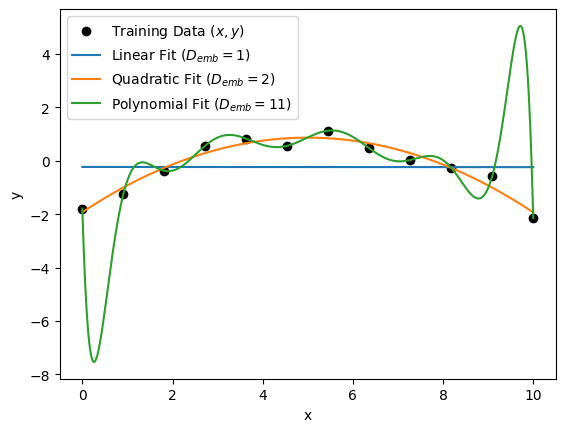 Training Data (x, y)
Linear Fit (D_emb = 1)
Quadratic Fit (D_emb = 2)
Polynomial Fit (D_emb = 11)
4
2
0
−2
−4
−6
−8
y
0 2 4 6 8 10
x